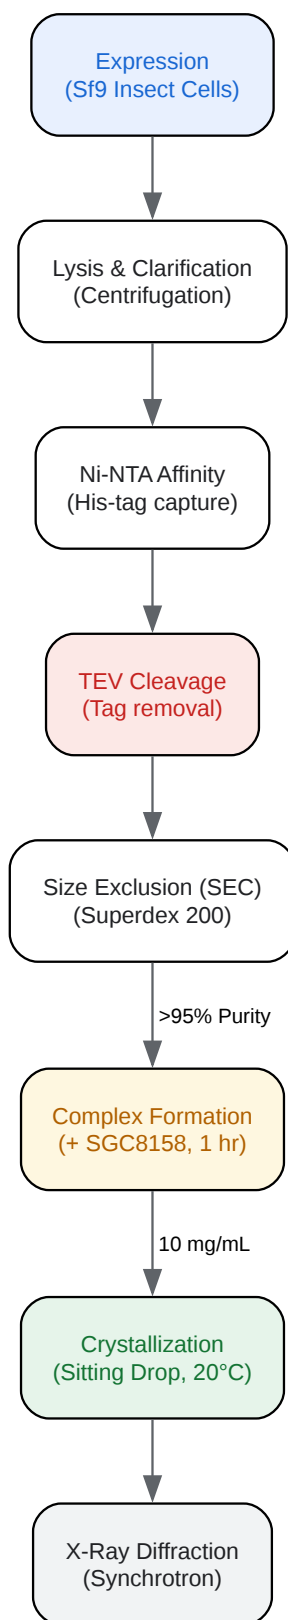 Expression
(Sf9 Insect Cells)
Lysis & Clarification
(Centrifugation)
Ni-NTA Affinity
(His-tag capture)
TEV Cleavage
(Tag removal)
Size Exclusion (SEC)
(Superdex 200)
>95% Purity
Complex Formation
(+ SGC8158, 1 hr)
10 mg/mL
Crystallization
(Sitting Drop, 20°C)
X-Ray Diffraction
(Synchrotron)